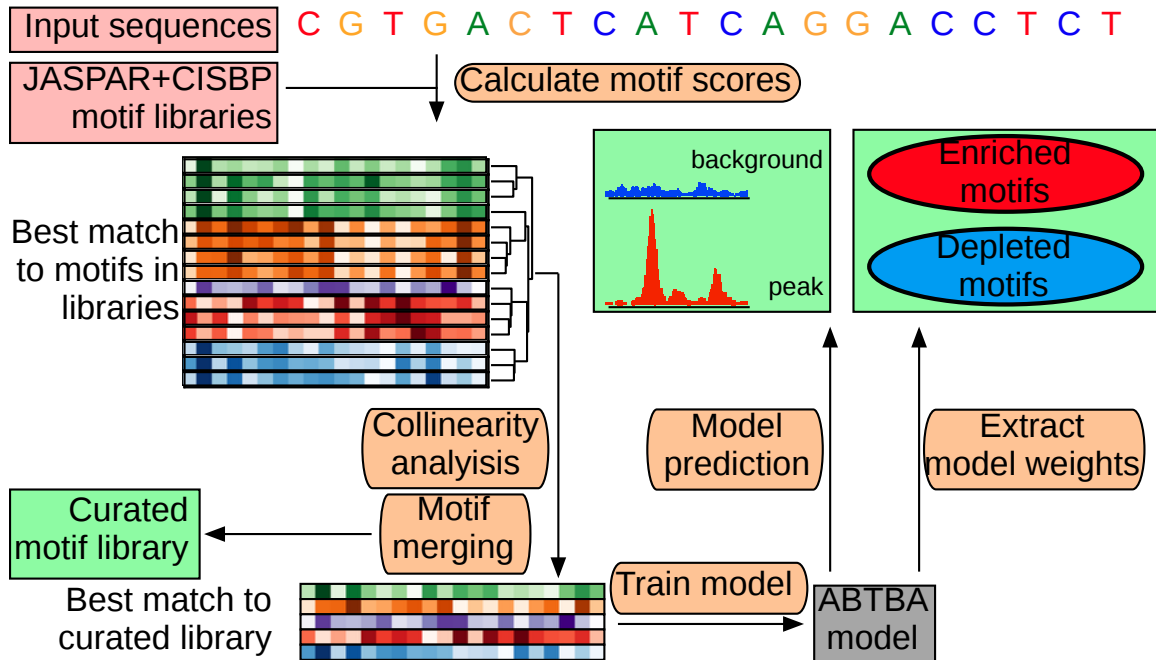 Input sequences
C G T G A C T C A T C A G G A C C T C T
JASPAR+CISBP
motif libraries
Calculate motif scores
Best match
to motifs in
libraries
background
peak
Enriched
motifs
Depleted
motifs
Collinearity
analyisis
Motif
merging
Model
prediction
Extract
model weights
Curated
motif library
Best match to
curated library
Train model
ABTBA
model